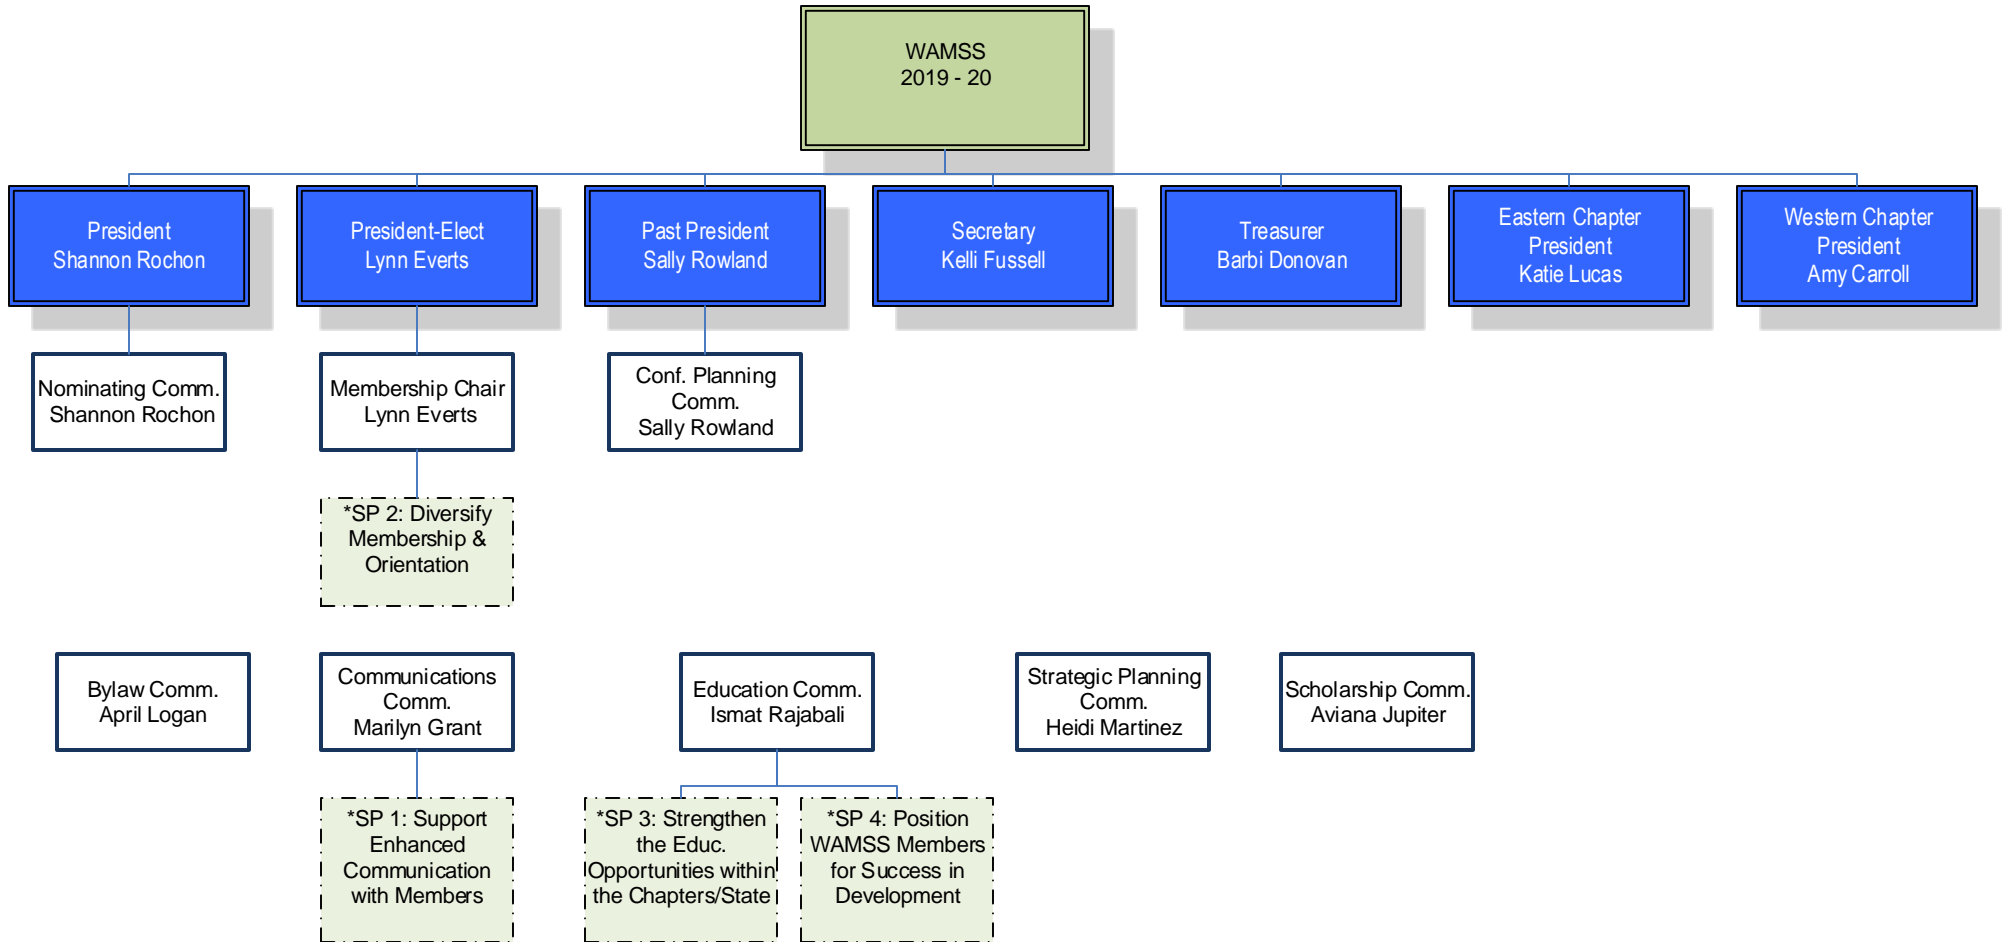 WAMSS
2019 - 20
President
Shannon Rochon
President-Elect
Lynn Everts
Past President
Sally Rowland
Secretary
Kelli Fussell
Treasurer
Barbi Donovan
Eastern Chapter
President
Katie Lucas
Western Chapter
President
Amy Carroll
Nominating Comm.
Shannon Rochon
Membership Chair
Lynn Everts
Conf. Planning
Comm.
Sally Rowland
*SP 2: Diversify
Membership &
Orientation
Bylaw Comm.
April Logan
Communications
Comm.
Marilyn Grant
Education Comm.
Ismat Rajabali
Strategic Planning
Comm.
Heidi Martinez
Scholarship Comm.
Aviana Jupiter
*SP 1: Support
Enhanced
Communication
with Members
*SP 3: Strengthen
the Educ.
Opportunities within
the Chapters/State
*SP 4: Position
WAMSS Members
for Success in
Development